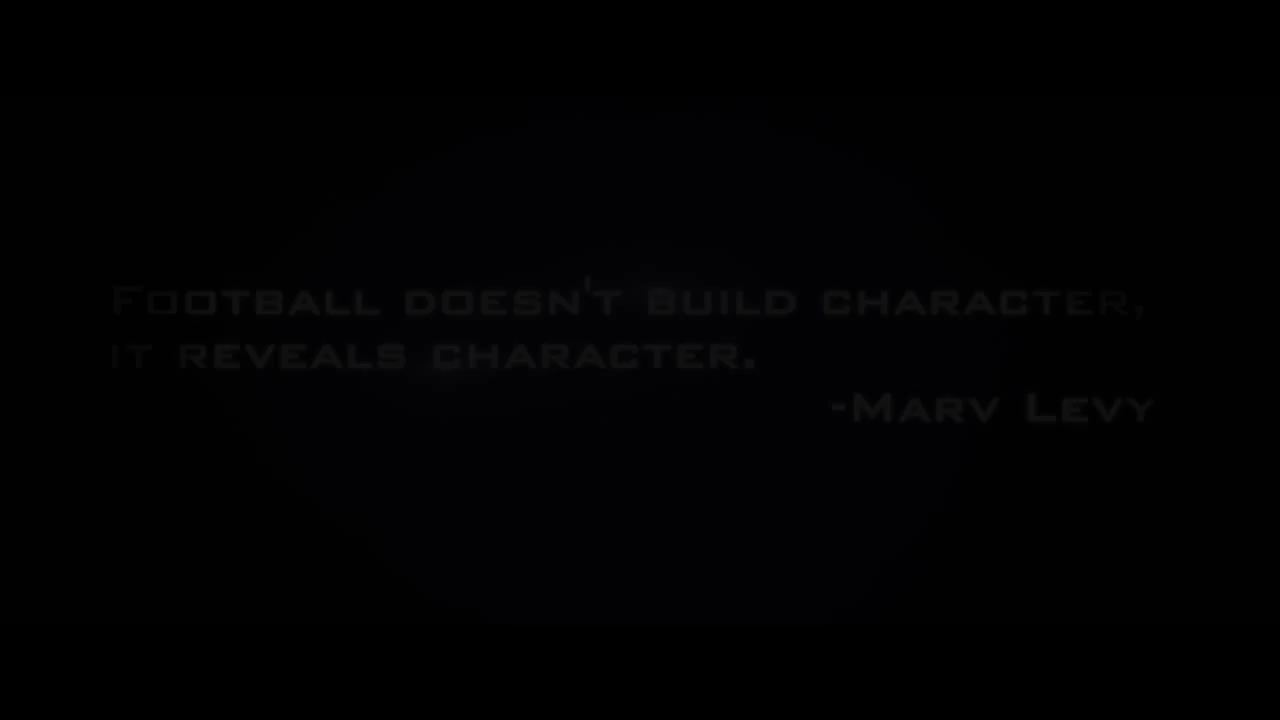 Football doesn't build character,
it reveals character.
-Marv Levy